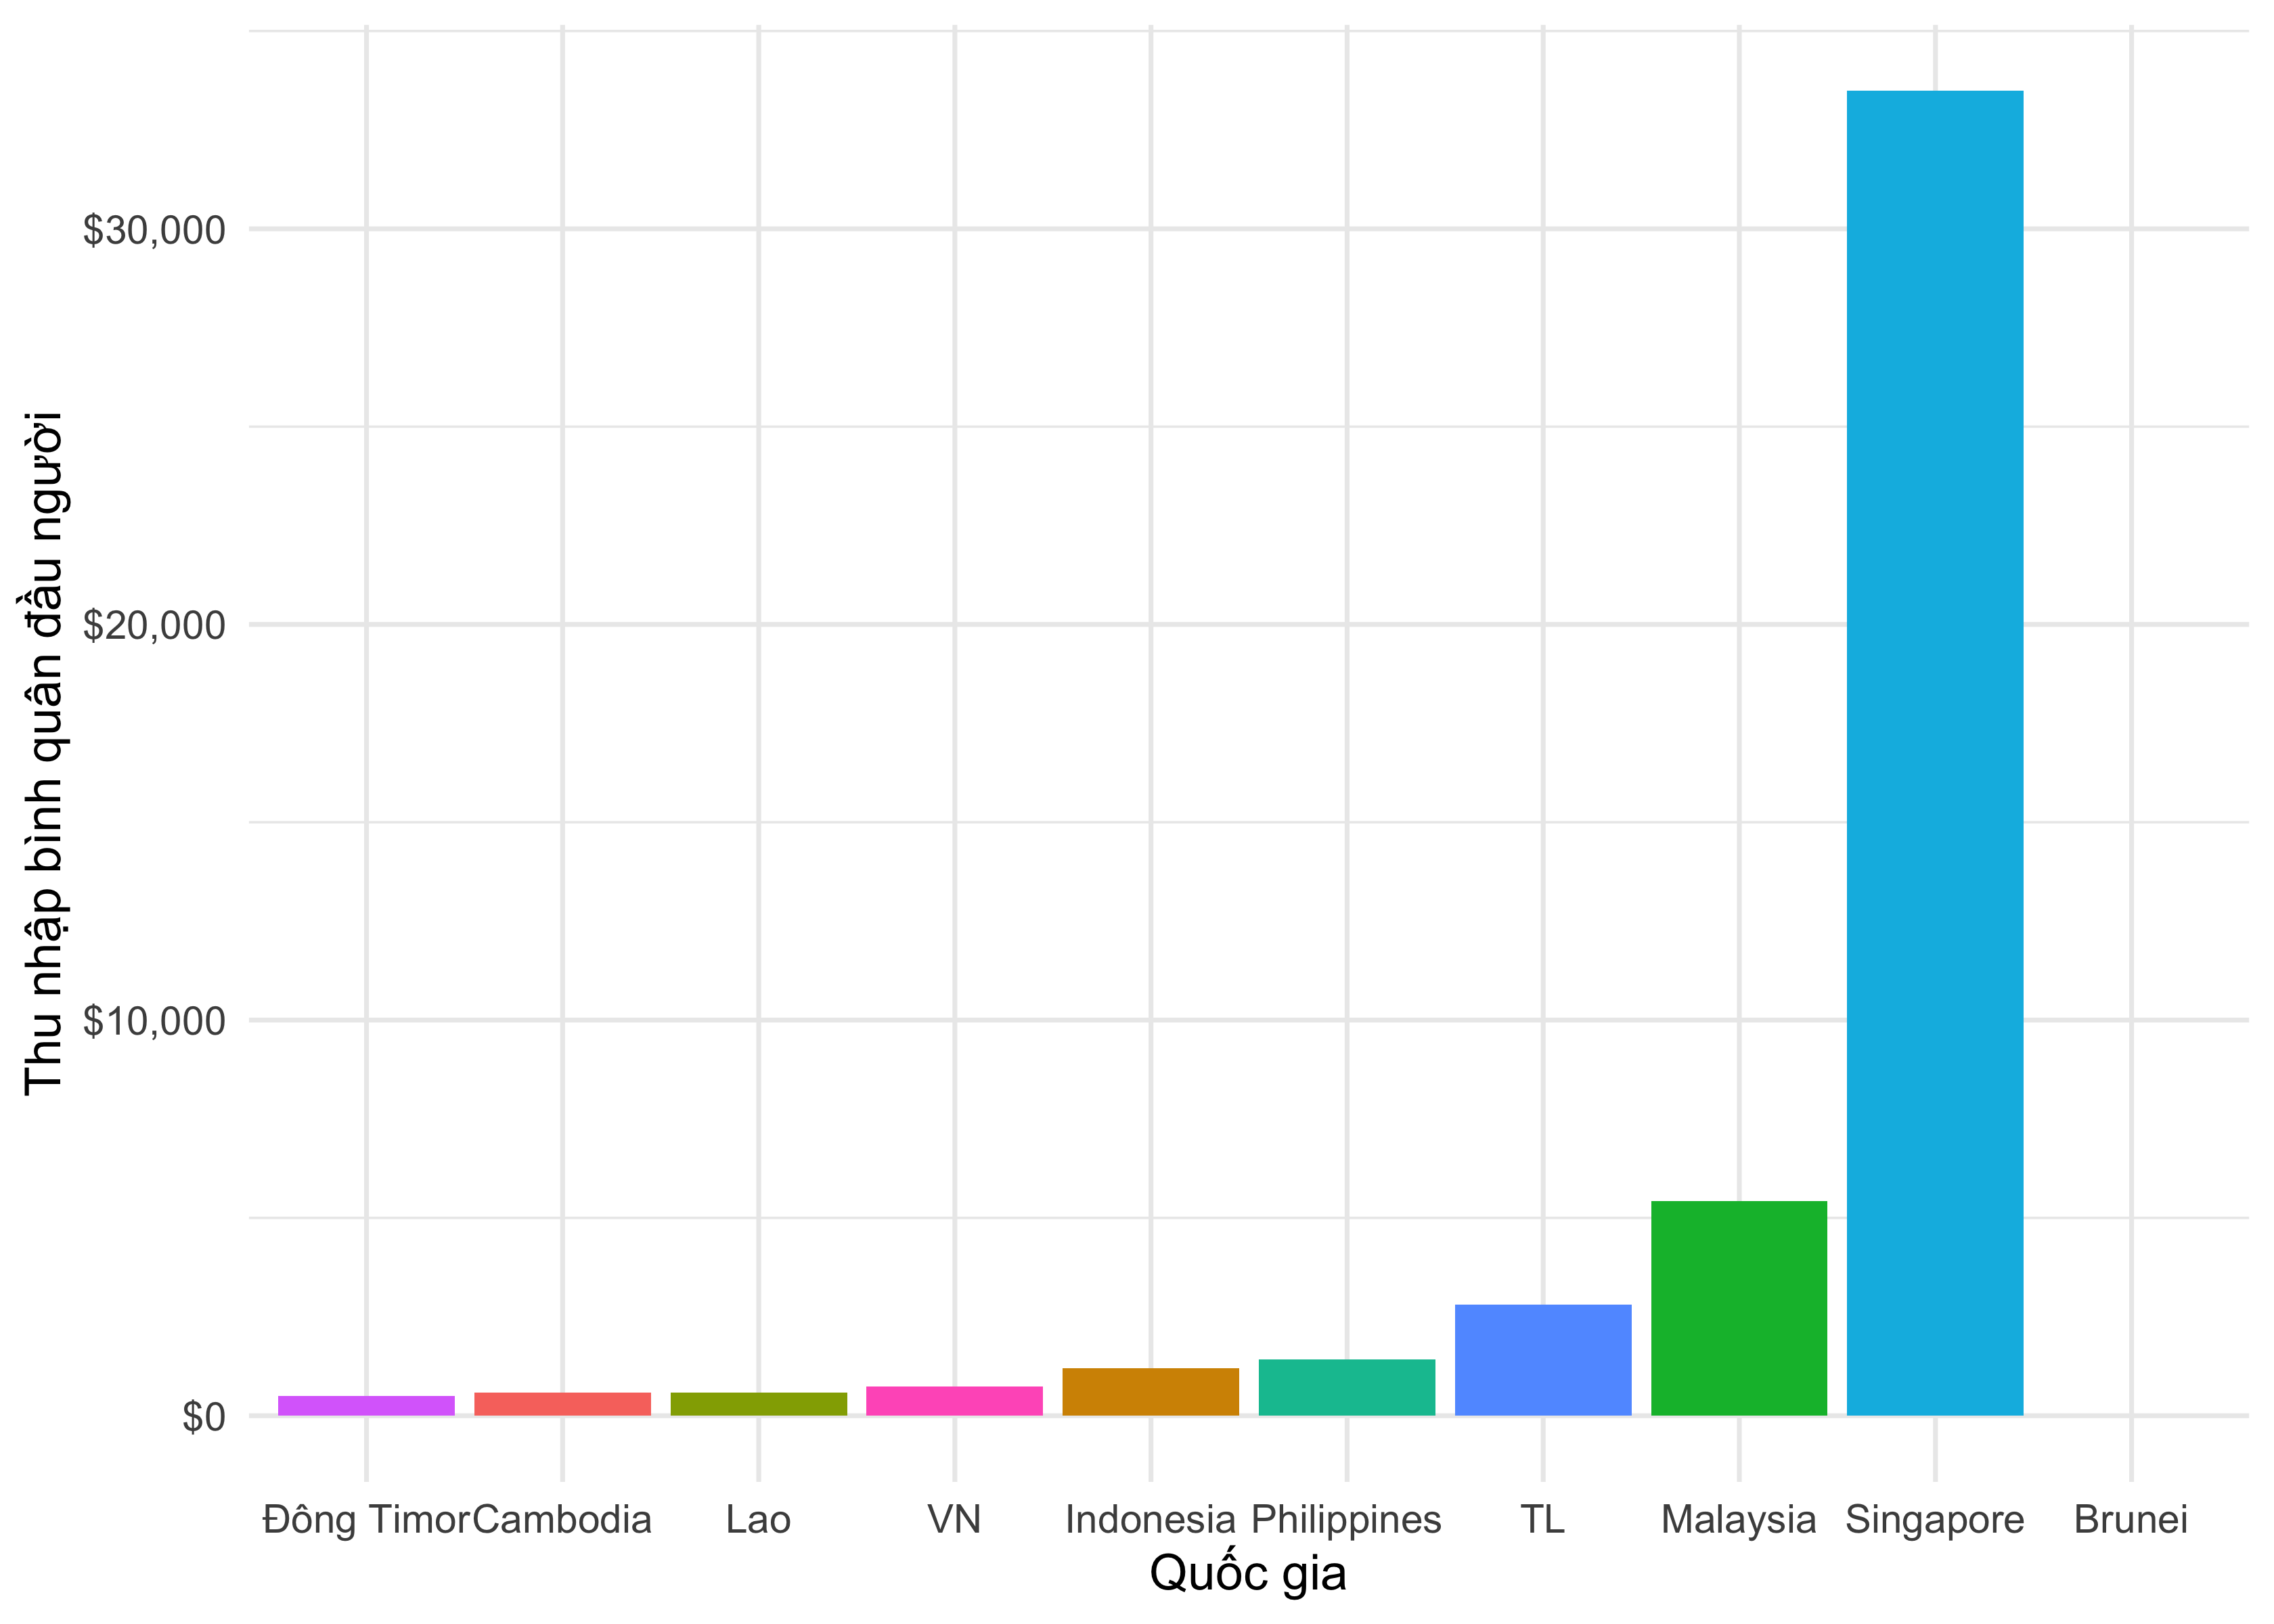 Thu nhập bình quân đầu người
$30,000
$20,000
$10,000
$0
Đông Timor Cambodia Lao VN Indonesia Philippines TL Malaysia Singapore Brunei
Quốc gia